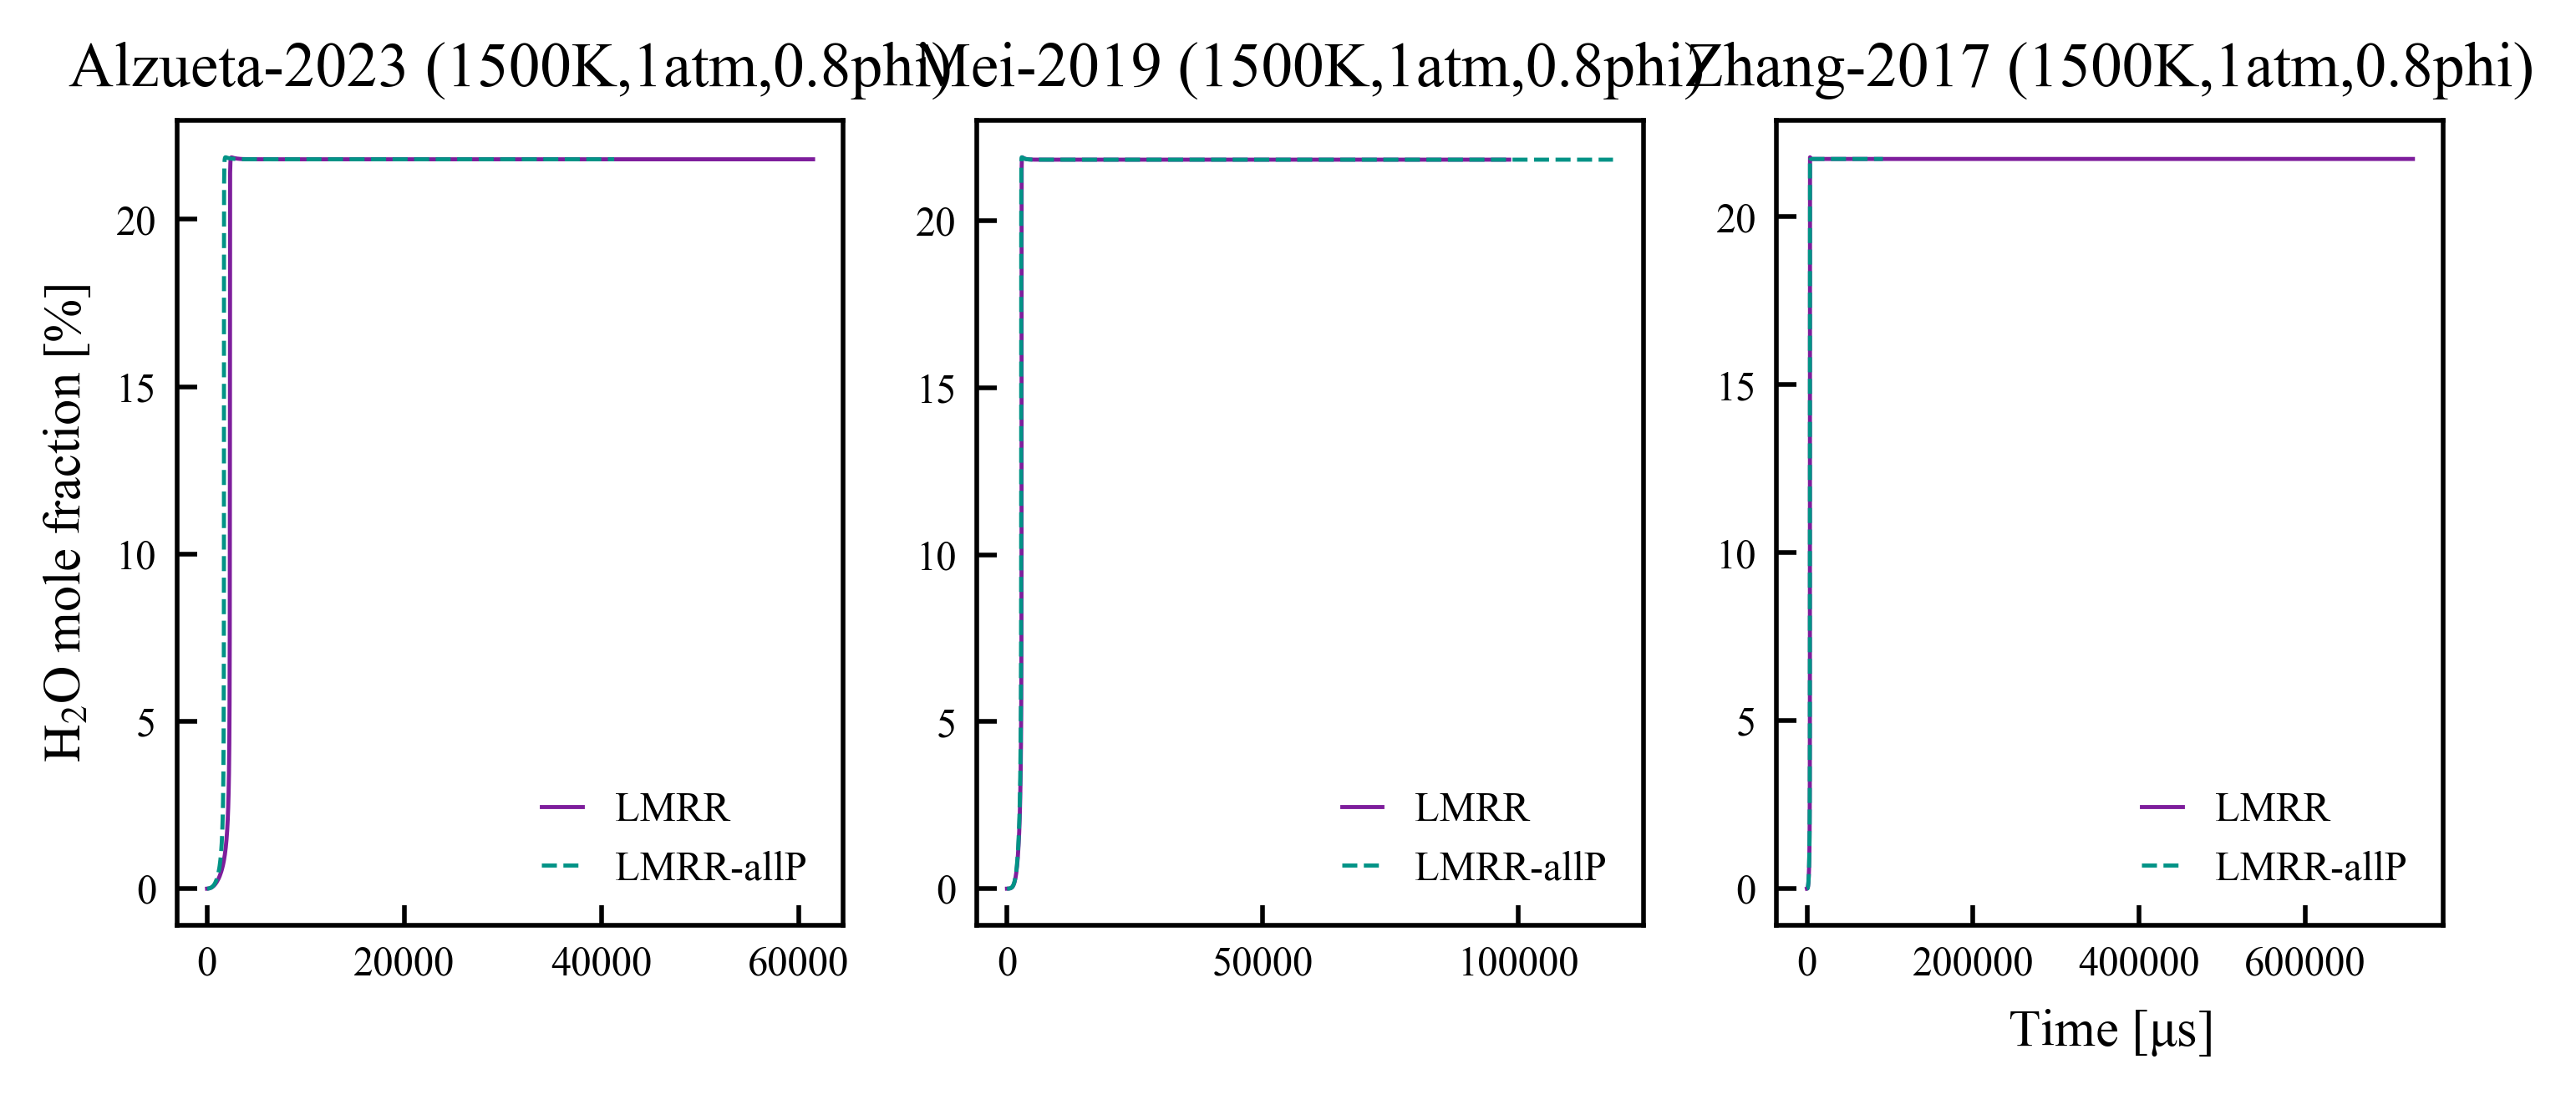 Alzueta-2023 (1500K,1atm,0.8phi)
Mei-2019 (1500K,1atm,0.8phi)
Zhang-2017 (1500K,1atm,0.8phi)
H₂O mole fraction [%]
20
15
10
5
0
LMRR
LMRR-allP
0
20000
40000
60000
20
15
10
5
0
LMRR
LMRR-allP
0
50000
100000
20
15
10
5
0
LMRR
LMRR-allP
0
200000
400000
600000
Time [μs]